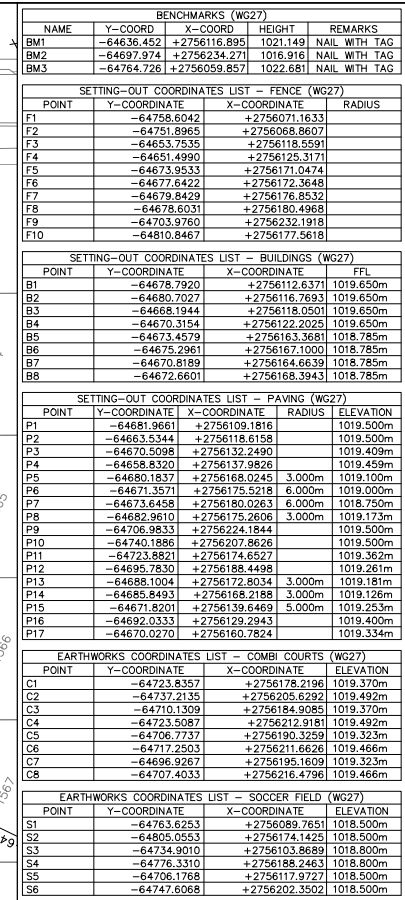 BENCHMARKS (WG27)
NAME Y-COORD X-COORD HEIGHT REMARKS
BM1 -64636.452 +2756116.895 1021.149 NAIL WITH TAG
BM2 -64697.974 +2756234.271 1016.916 NAIL WITH TAG
BM3 -64764.726 +2756059.857 1022.681 NAIL WITH TAG
SETTING-OUT COORDINATES LIST - FENCE (WG27)
POINT Y-COORDINATE X-COORDINATE RADIUS
F1 -64758.6042 +2756071.1633
F2 -64751.8965 +2756068.8607
F3 -64653.7535 +2756118.5591
F4 -64651.4990 +2756125.3171
F5 -64673.9533 +2756171.0474
F6 -64677.6422 +2756172.3648
F7 -64679.8429 +2756176.8532
F8 -64678.6031 +2756180.4968
F9 -64703.9760 +2756232.1918
F10 -64810.8467 +2756177.5618
SETTING-OUT COORDINATES LIST - BUILDINGS (WG27)
POINT Y-COORDINATE X-COORDINATE FFL
B1 -64678.7920 +2756112.6371 1019.650m
B2 -64680.7027 +2756116.7693 1019.650m
B3 -64668.1944 +2756118.0501 1019.650m
B4 -64670.3154 +2756122.2025 1019.650m
B5 -64673.4579 +2756163.3681 1018.785m
B6 -64675.2961 +2756167.1000 1018.785m
B7 -64670.8189 +2756164.6639 1018.785m
B8 -64672.6601 +2756168.3943 1018.785m
SETTING-OUT COORDINATES LIST - PAVING (WG27)
POINT Y-COORDINATE X-COORDINATE RADIUS ELEVATION
P1 -64681.9661 +2756109.1816 1019.500m
P2 -64663.5344 +2756118.6158 1019.500m
P3 -64670.5098 +2756132.2490 1019.409m
P4 -64658.8320 +2756137.9826 1019.459m
P5 -64680.1837 +2756168.0245 3.000m 1019.100m
P6 -64671.3571 +2756175.5218 6.000m 1019.000m
P7 -64673.6458 +2756180.0263 6.000m 1018.750m
P8 -64682.9610 +2756175.2606 3.000m 1019.173m
P9 -64706.9833 +2756224.1844 1019.500m
P10 -64740.1886 +2756207.8626 1019.500m
P11 -64723.8821 +2756174.6527 1019.362m
P12 -64695.7830 +2756188.4498 1019.261m
P13 -64688.1004 +2756172.8034 3.000m 1019.181m
P14 -64685.8493 +2756168.2188 3.000m 1019.126m
P15 -64671.8201 +2756139.6469 5.000m 1019.253m
P16 -64692.0333 +2756129.2943 1019.400m
P17 -64670.0270 +2756160.7824 1019.334m
EARTHWORKS COORDINATES LIST - COMBI COURTS (WG27)
POINT Y-COORDINATE X-COORDINATE ELEVATION
C1 -64723.8357 +2756178.2196 1019.370m
C2 -64737.2135 +2756205.6292 1019.492m
C3 -64710.1309 +2756184.9085 1019.370m
C4 -64723.5087 +2756212.9181 1019.492m
C5 -64706.7737 +2756190.3259 1019.323m
C6 -64717.2503 +2756211.6626 1019.466m
C7 -64696.9267 +2756195.1609 1019.323m
C8 -64707.4033 +2756216.4796 1019.466m
EARTHWORKS COORDINATES LIST - SOCCER FIELD (WG27)
POINT Y-COORDINATE X-COORDINATE ELEVATION
S1 -64763.6253 +2756089.7651 1018.500m
S2 -64805.0553 +2756174.1425 1018.500m
S3 -64734.9010 +2756103.8689 1018.800m
S4 -64776.3310 +2756188.2463 1018.800m
S5 -64706.1768 +2756117.9727 1018.500m
S6 -64747.6068 +2756202.3502 1018.500m
1567